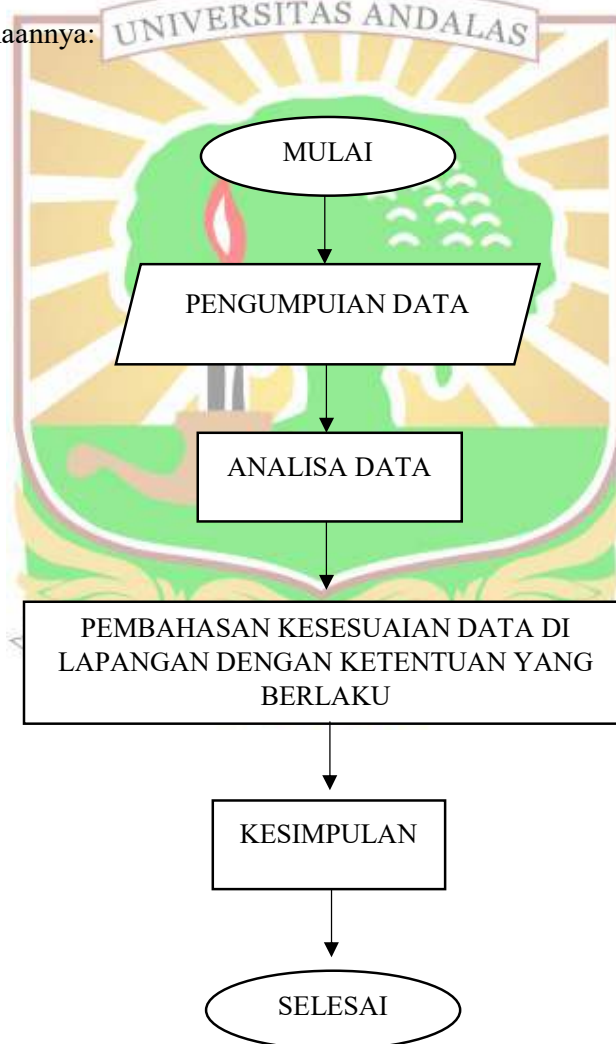 aannya:
UNIVERSITAS ANDALAS
MULAI
PENGUMPUIAN DATA
ANALISA DATA
PEMBAHASAN KESESUAIAN DATA DI
LAPANGAN DENGAN KETENTUAN YANG
BERLAKU
KESIMPULAN
SELESAI